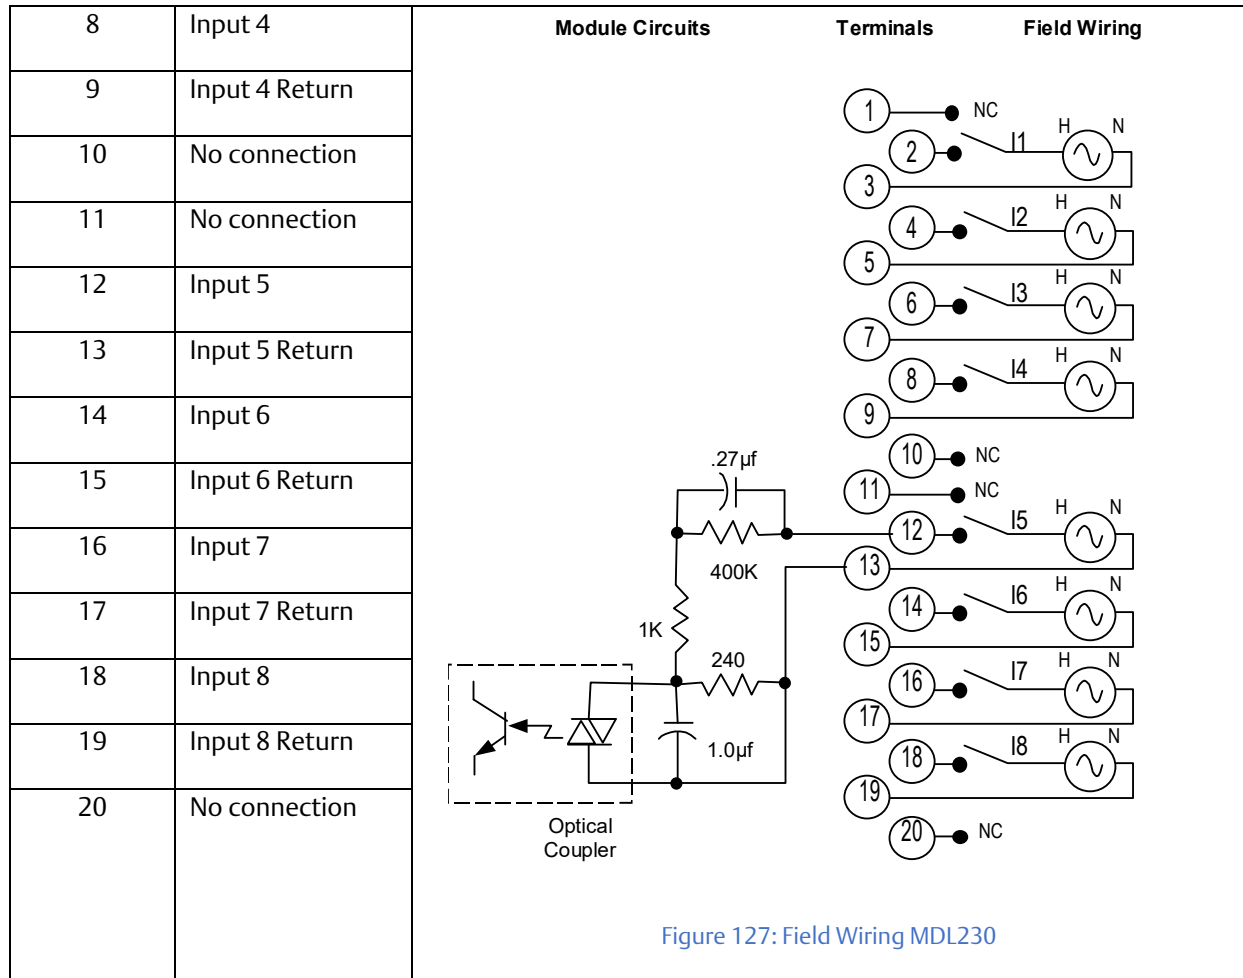 8 Input 4
9 Input 4 Return
10 No connection
11 No connection
12 Input 5
13 Input 5 Return
14 Input 6
15 Input 6 Return
16 Input 7
17 Input 7 Return
18 Input 8
19 Input 8 Return
20 No connection
Module Circuits Terminals Field Wiring
1 NC
H N
2 I1
3
H N
4 I2
5
H N
6 I3
7
H N
8 I4
9
10 NC
.27µf
11 NC
H N
12 I5
400K
13
H N
14 I6
1K
15
240
H N
16 I7
17
1.0µf
H N
18 I8
19
Optical
Coupler
20 NC
Figure 127: Field Wiring MDL230